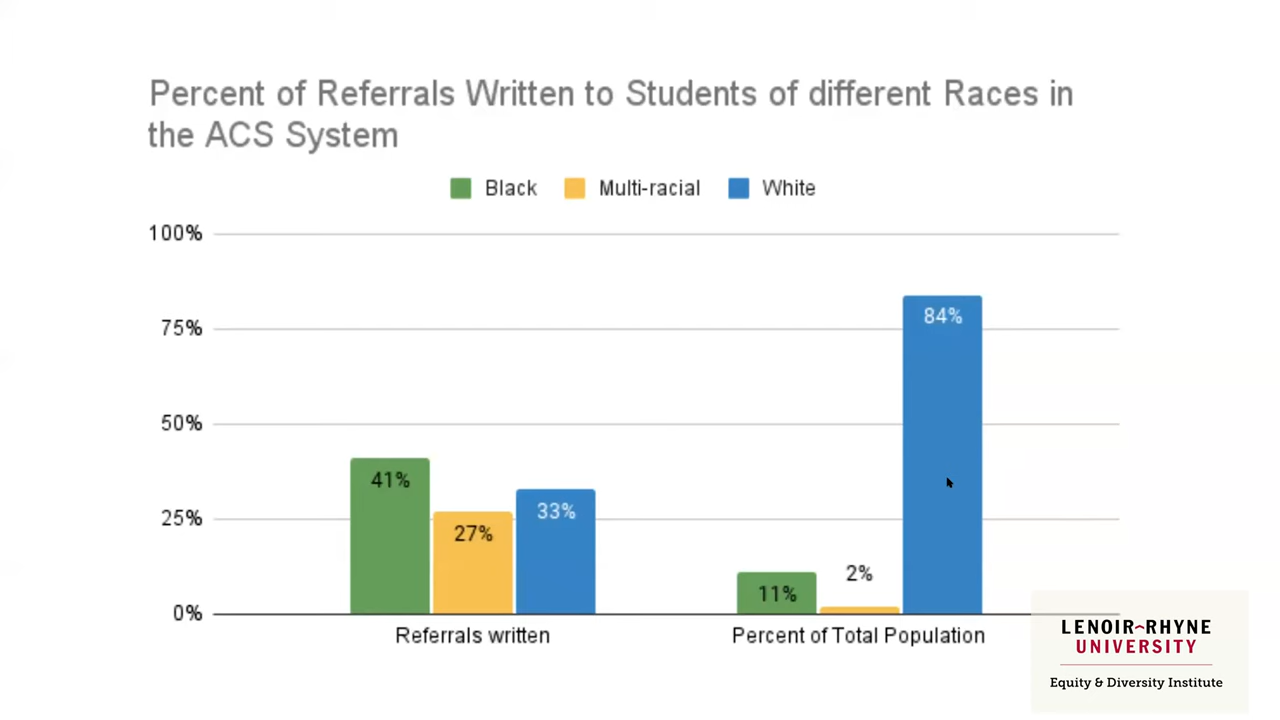 Percent of Referrals Written to Students of different Races in
the ACS System
Black Multi-racial White
100%
75%
50%
25%
0%
41%
27%
33%
11%
2%
84%
Referrals written
Percent of Total Population
LENOIR-RHYNE
UNIVERSITY
Equity & Diversity Institute